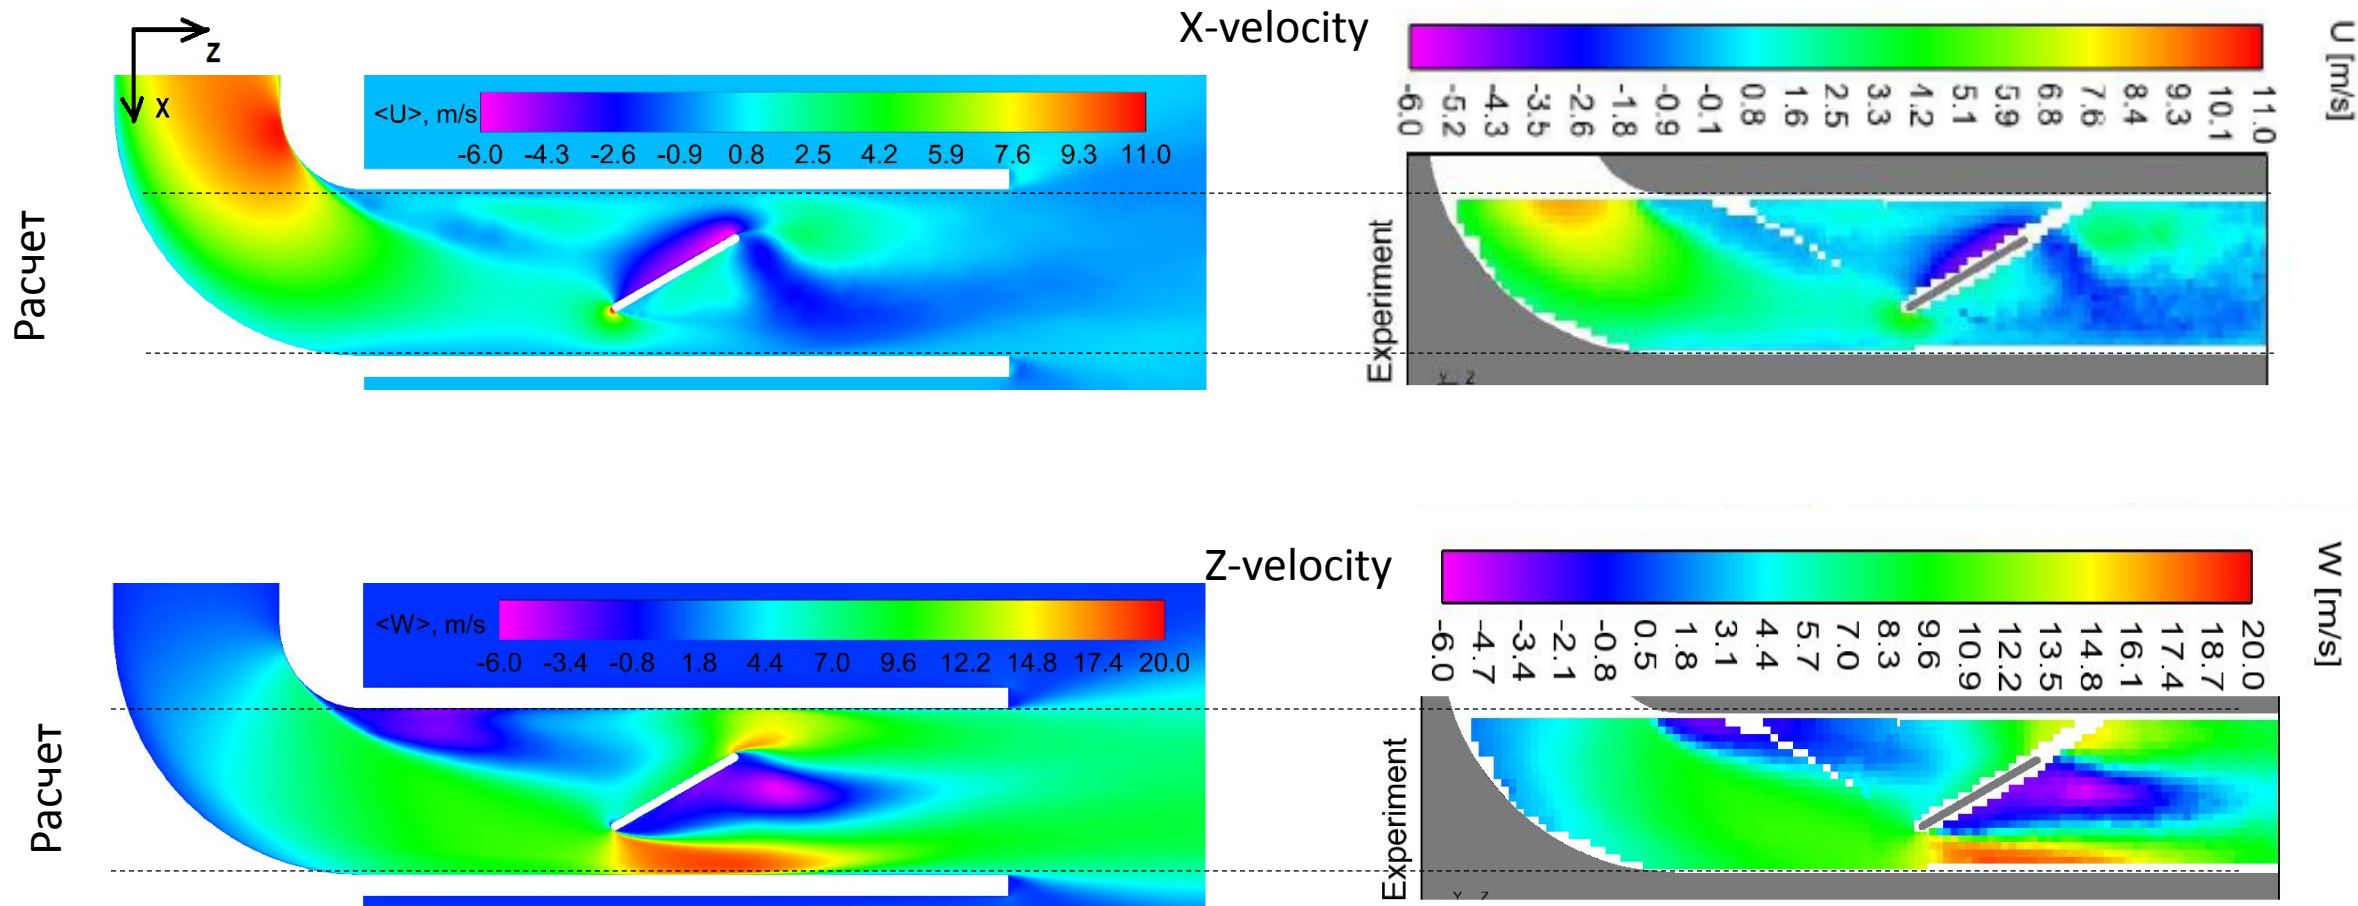 Z
X
<U>, m/s
-6.0 -4.3 -2.6 -0.9 0.8 2.5 4.2 5.9 7.6 9.3 11.0
Расчет
X-velocity
U [m/s]
-6.0 -5.2 -4.3 -3.5 -2.6 -1.8 -0.9 -0.1 0.8 1.6 2.5 3.3 4.2 5.1 5.9 6.8 7.6 8.4 9.3 10.1 11.0
Experiment
Y Z
<W>, m/s
-6.0 -3.4 -0.8 1.8 4.4 7.0 9.6 12.2 14.8 17.4 20.0
Расчет
Z-velocity
W [m/s]
-6.0 -4.7 -3.4 -2.1 -0.8 0.5 1.8 3.1 4.4 5.7 7.0 8.3 9.6 10.9 12.2 13.5 14.8 16.1 17.4 18.7 20.0
Experiment
Y Z